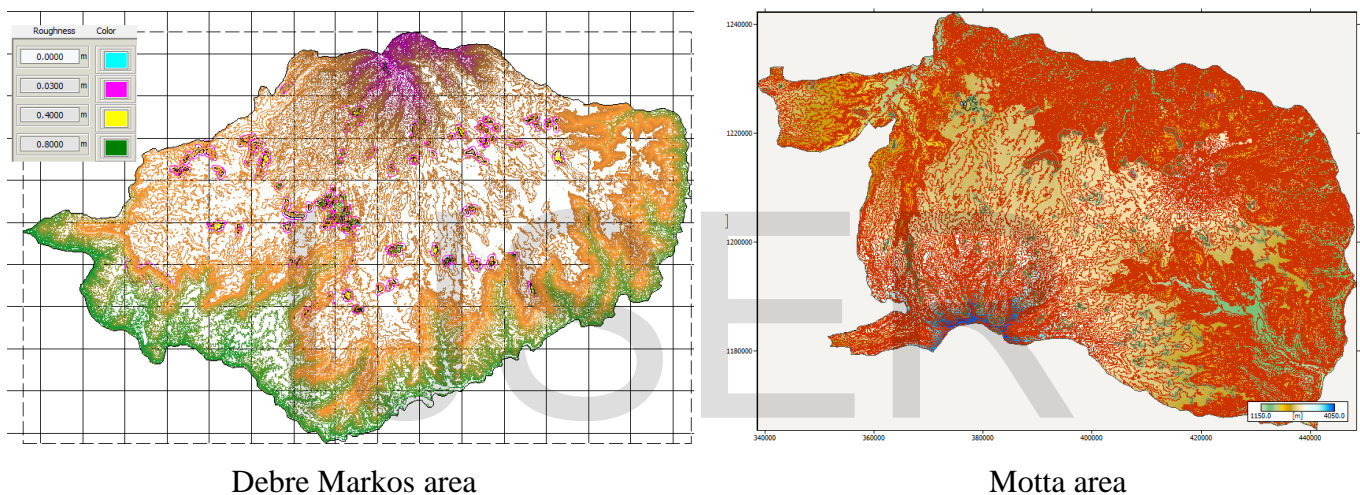 Roughness Color
0.0000 m
0.0300 m
0.4000 m
0.8000 m
1240000
1220000
1200000
1180000
340000 360000 380000 400000 420000 440000
1150.0 [m] 4050.0
IJSER
Debre Markos area Motta area